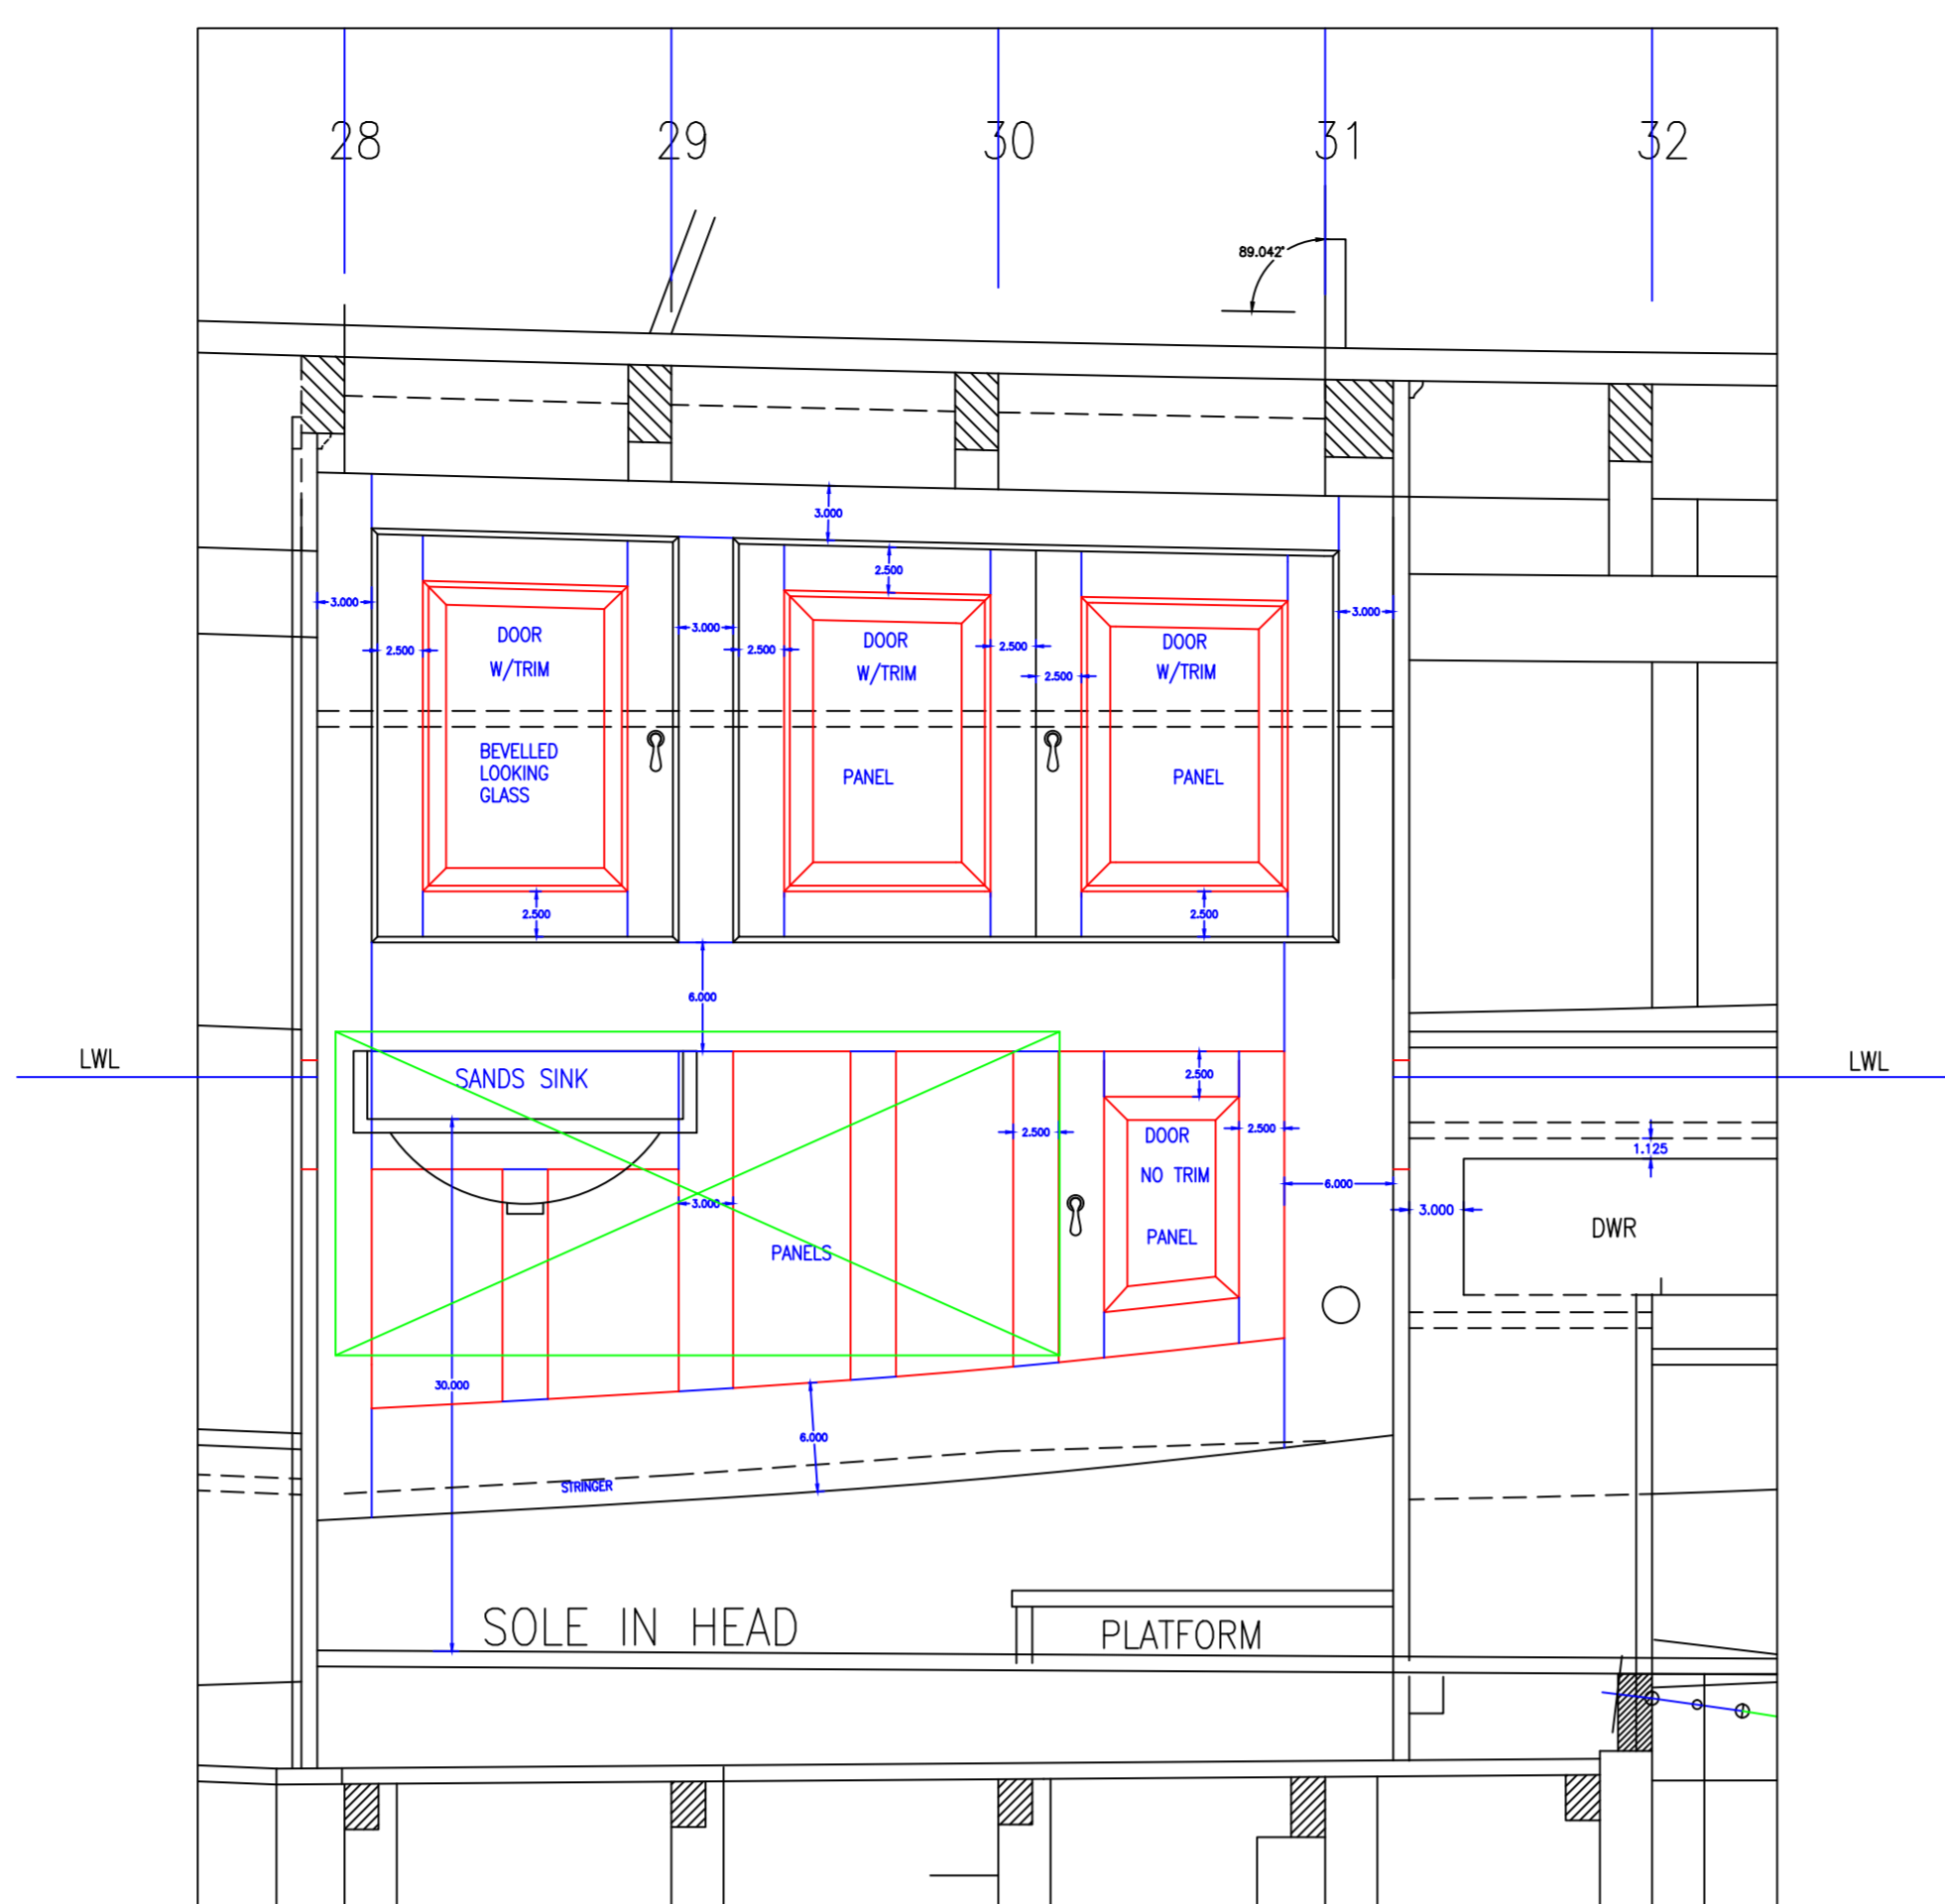 28 29 30 31 32
89.042°
3.000
2.500
3.000
3.000
3.000
DOOR
W/TRIM
DOOR
W/TRIM
DOOR
W/TRIM
2.500
2.500
2.500
2.500
BEVELLED
LOOKING
GLASS
PANEL
PANEL
2.500
2.500
6.000
LWL
LWL
SANDS SINK
2.500
2.500
2.500
DOOR
NO TRIM
PANEL
1.125
6.000
3.000
3.000
DWR
PANELS
30.000
6.000
STRINGER
SOLE IN HEAD
PLATFORM